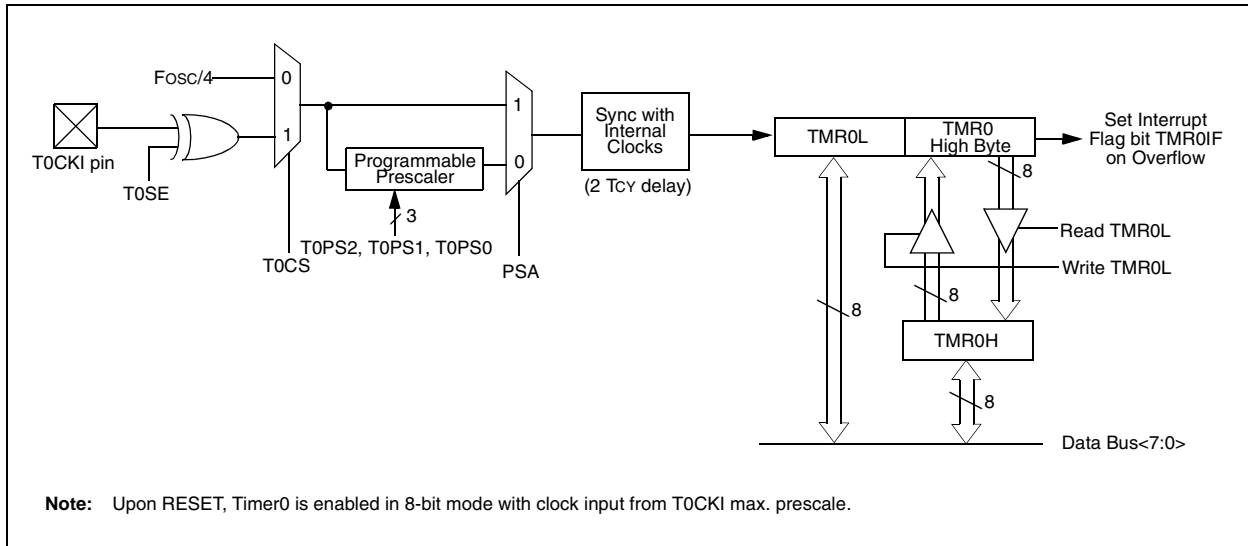 FOSC/4
0
1
T0CKI pin
T0SE
T0CS
Programmable
Prescaler
3
T0PS2, T0PS1, T0PS0
1
0
PSA
Sync with
Internal
Clocks
(2 TCY delay)
TMR0L
TMR0
High Byte
Set Interrupt
Flag bit TMR0IF
on Overflow
8
Read TMR0L
Write TMR0L
8
8
TMR0H
8
Data Bus<7:0>
Note: Upon RESET, Timer0 is enabled in 8-bit mode with clock input from T0CKI max. prescale.